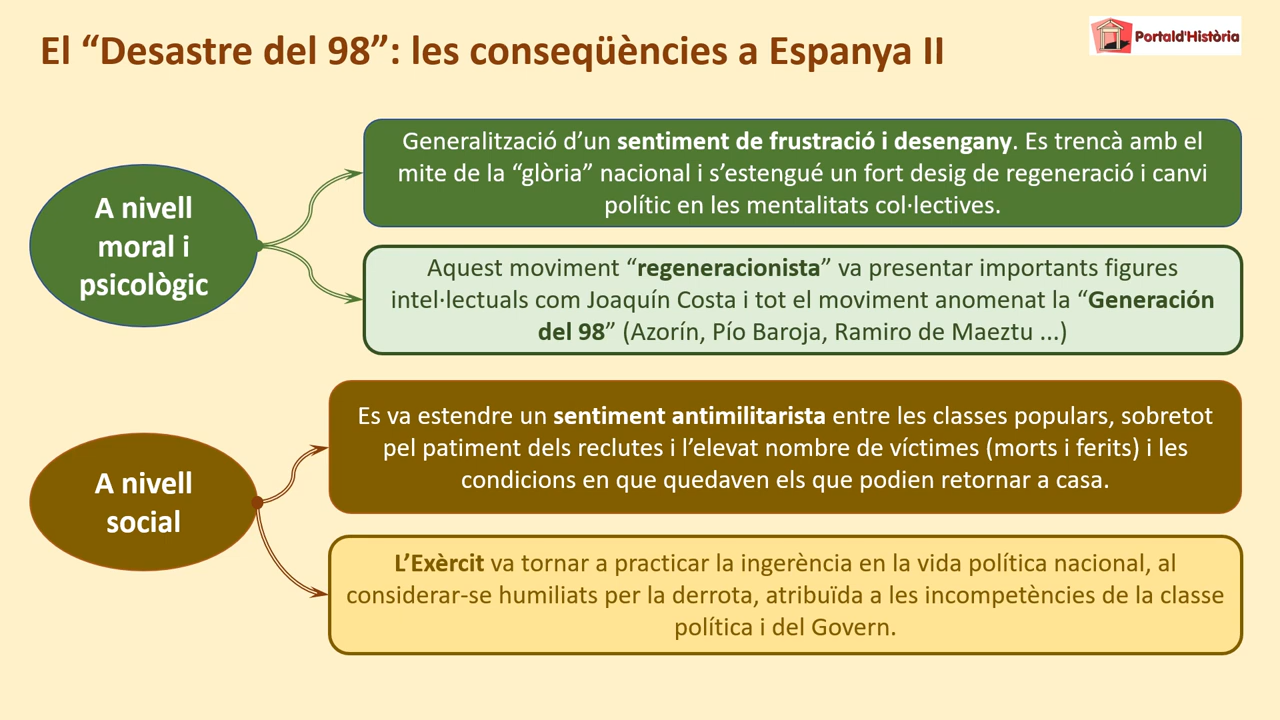 El “Desastre del 98”: les conseqüències a Espanya II
Portald'Història
A nivell
moral i
psicològic
Generalització d’un sentiment de frustració i desengany. Es trencà amb el
mite de la “glòria” nacional i s’estengué un fort desig de regeneració i canvi
polític en les mentalitats col·lectives.
Aquest moviment “regeneracionista” va presentar importants figures
intel·lectuals com Joaquín Costa i tot el moviment anomenat la “Generación
del 98” (Azorín, Pío Baroja, Ramiro de Maeztu ...)
A nivell
social
Es va estendre un sentiment antimilitarista entre les classes populars, sobretot
pel patiment dels reclutes i l’elevat nombre de víctimes (morts i ferits) i les
condicions en que quedaven els que podien retornar a casa.
L’Exèrcit va tornar a practicar la ingerència en la vida política nacional, al
considerar-se humiliats per la derrota, atribuïda a les incompetències de la classe
política i del Govern.